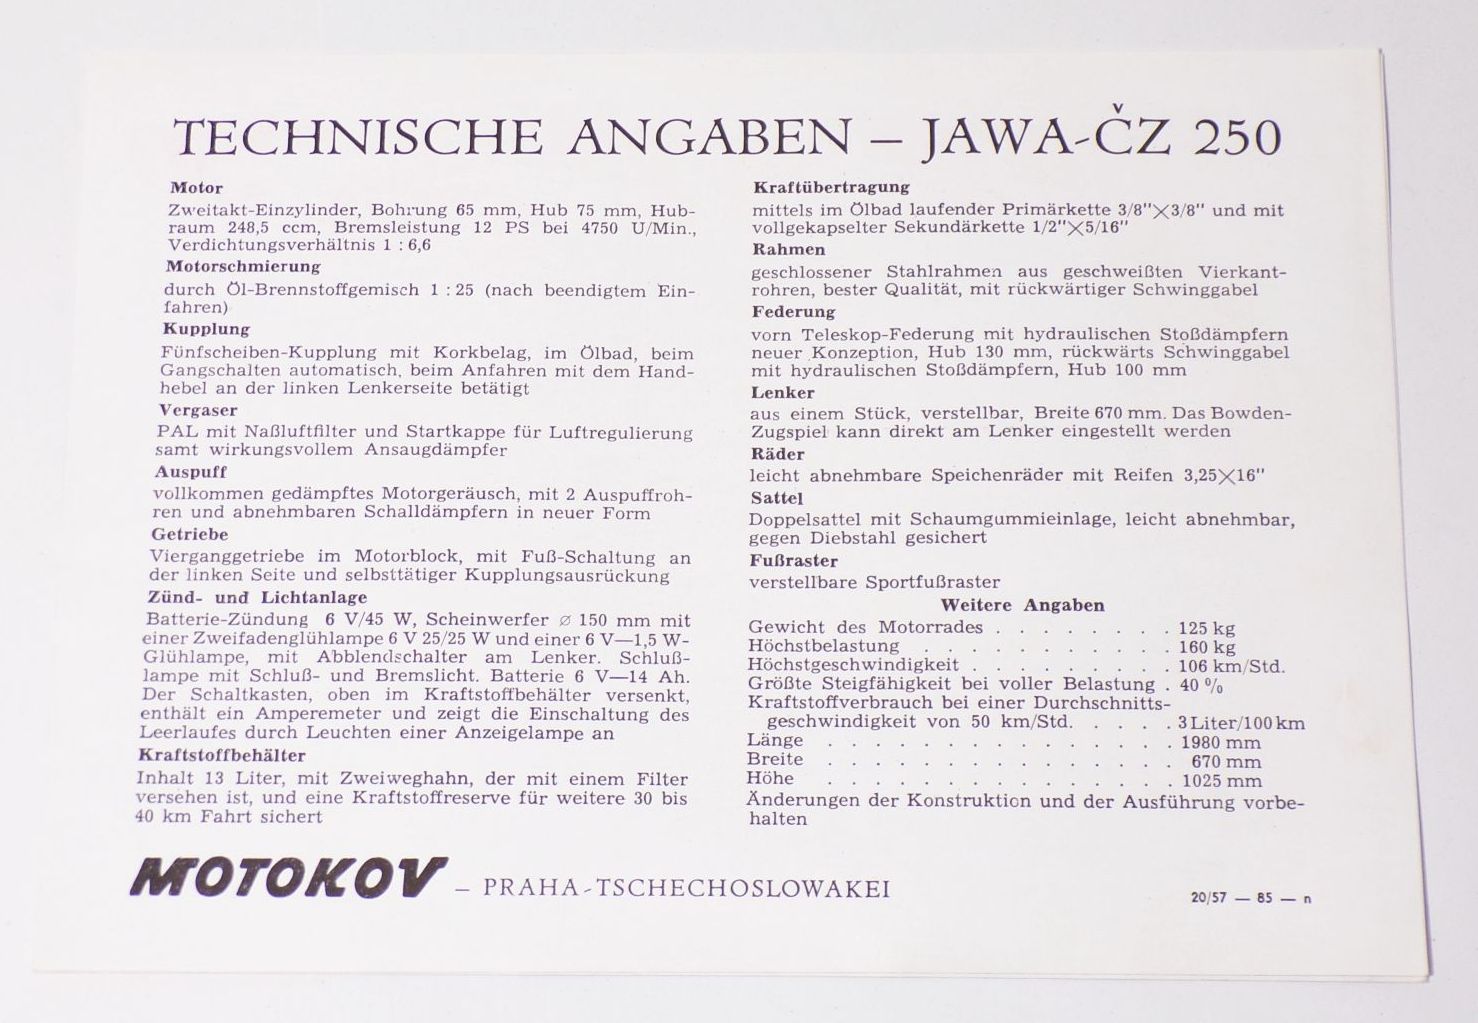 TECHNISCHE ANGABEN – JAWA-ČZ 250
Motor
Zweitakt-Einzylinder, Bohrung 65 mm, Hub 75 mm, Hub-
raum 248,5 ccm, Bremsleistung 12 PS bei 4750 U/Min.,
Verdichtungsverhältnis 1 : 6,6
Motorschmierung
durch Öl-Brennstoffgemisch 1 : 25 (nach beendigtem Ein-
fahren)
Kupplung
Fünfscheiben-Kupplung mit Korkbelag, im Ölbad, beim
Gangschalten automatisch, beim Anfahren mit dem Hand-
hebel an der linken Lenkerseite betätigt
Vergaser
PAL mit Naßluftfilter und Startkappe für Luftregulierung
samt wirkungsvollem Ansaugdämpfer
Auspuff
vollkommen gedämpftes Motorgeräusch, mit 2 Auspuffroh-
ren und abnehmbaren Schalldämpfern in neuer Form
Getriebe
Vierganggetriebe im Motorblock, mit Fuß-Schaltung an
der linken Seite und selbsttätiger Kupplungsausrückung
Zünd- und Lichtanlage
Batterie-Zündung 6 V/45 W, Scheinwerfer ⌀ 150 mm mit
einer Zweifadenglühlampe 6 V 25/25 W und einer 6 V—1,5 W-
Glühlampe, mit Abblendschalter am Lenker. Schluß-
lampe mit Schluß- und Bremslicht. Batterie 6 V—14 Ah.
Der Schaltkasten, oben im Kraftstoffbehälter versenkt,
enthält ein Amperemeter und zeigt die Einschaltung des
Leerlaufes durch Leuchten einer Anzeigelampe an
Kraftstoffbehälter
Inhalt 13 Liter, mit Zweiweghahn, der mit einem Filter
versehen ist, und eine Kraftstoffreserve für weitere 30 bis
40 km Fahrt sichert
Kraftübertragung
mittels im Ölbad laufender Primärkette 3/8"×3/8" und mit
vollgekapselter Sekundärkette 1/2"×5/16"
Rahmen
geschlossener Stahlrahmen aus geschweißten Vierkant-
rohren, bester Qualität, mit rückwärtiger Schwinggabel
Federung
vorn Teleskop-Federung mit hydraulischen Stoßdämpfern
neuer Konzeption, Hub 130 mm, rückwärts Schwinggabel
mit hydraulischen Stoßdämpfern, Hub 100 mm
Lenker
aus einem Stück, verstellbar, Breite 670 mm. Das Bowden-
Zugspiel kann direkt am Lenker eingestellt werden
Räder
leicht abnehmbare Speichenräder mit Reifen 3,25×16"
Sattel
Doppelsattel mit Schaumgummieinlage, leicht abnehmbar,
gegen Diebstahl gesichert
Fußraster
verstellbare Sportfußraster
Weitere Angaben
Gewicht des Motorrades . . . . . . . . 125 kg
Höchstbelastung . . . . . . . . . . . 160 kg
Höchstgeschwindigkeit . . . . . . . . . 106 km/Std.
Größte Steigfähigkeit bei voller Belastung . 40 %
Kraftstoffverbrauch bei einer Durchschnitts-
geschwindigkeit von 50 km/Std. . . . . . 3 Liter/100 km
Länge . . . . . . . . . . . . . . . 1980 mm
Breite . . . . . . . . . . . . . . . 670 mm
Höhe . . . . . . . . . . . . . . . 1025 mm
Änderungen der Konstruktion und der Ausführung vorbe-
halten
MOTOKOV – PRAHA-TSCHECHOSLOWAKEI
20/57 — 85 — n